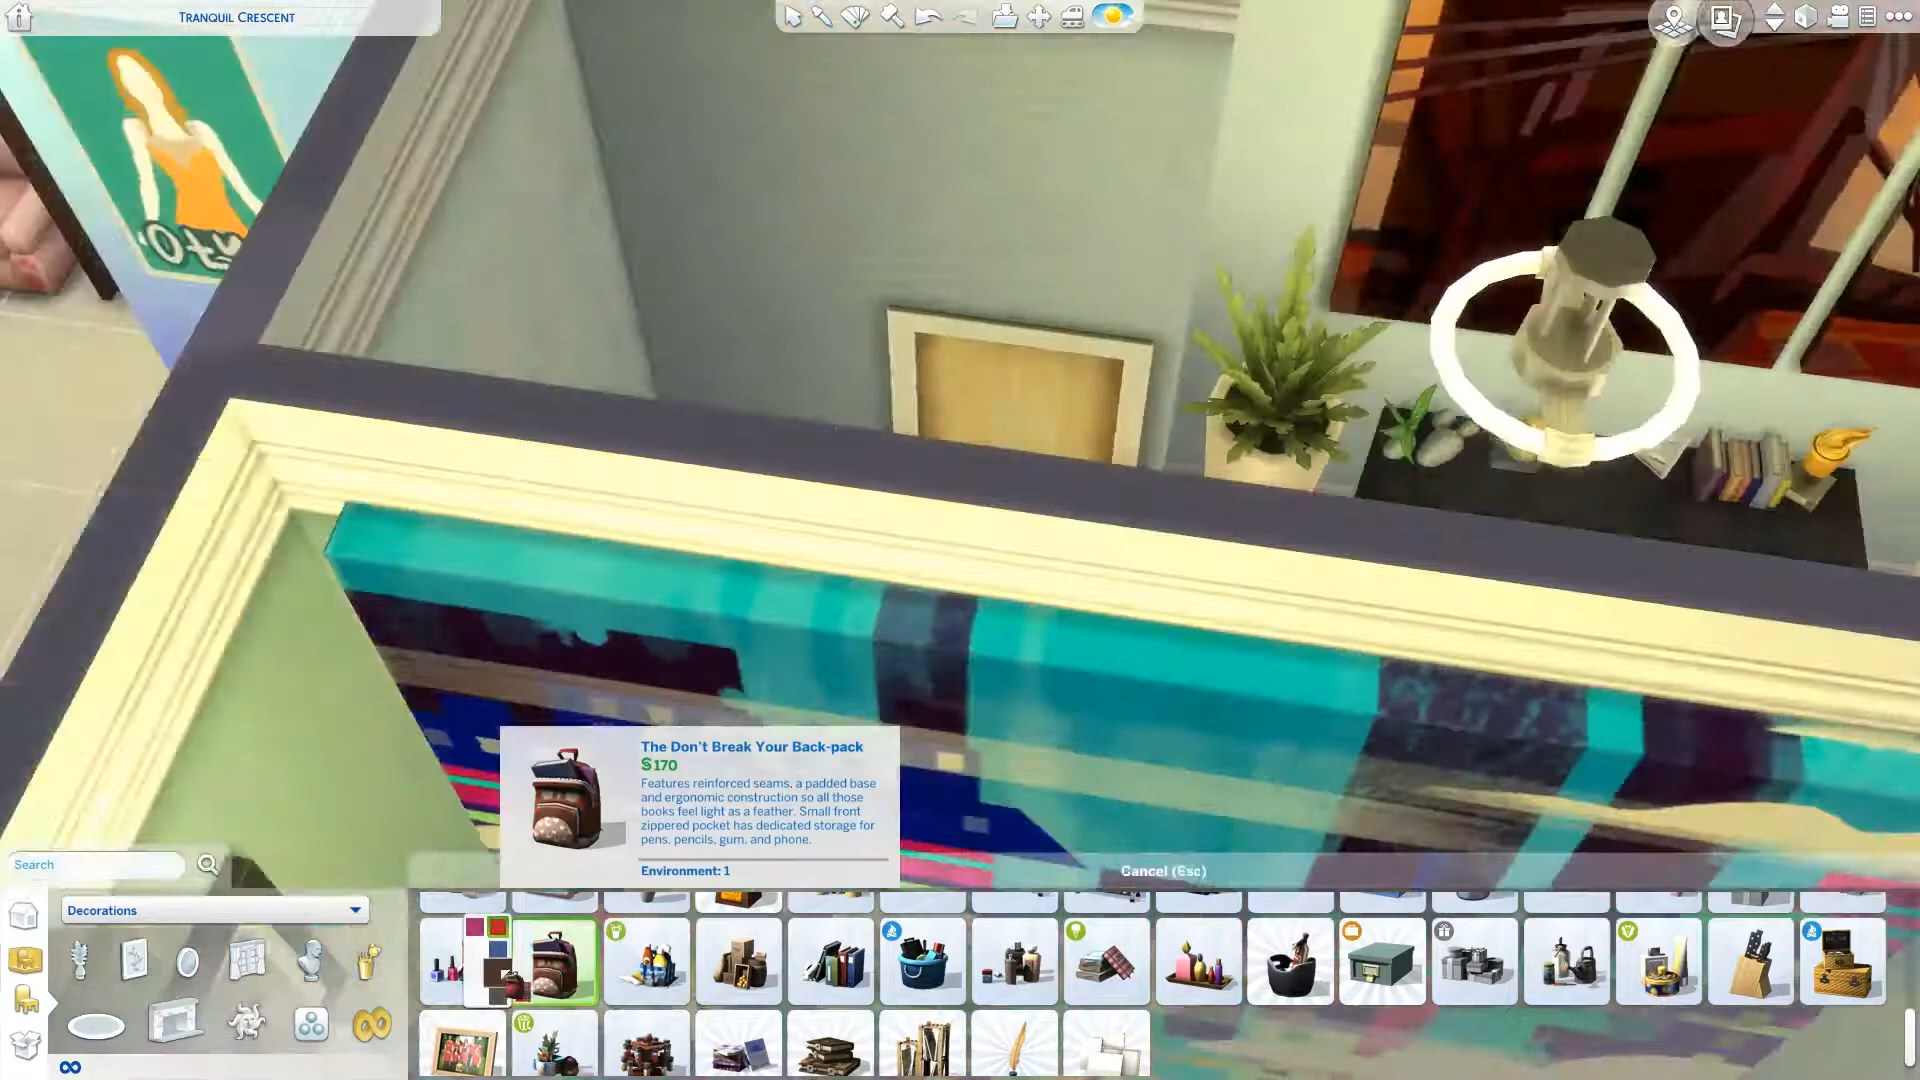 TRANQUIL CRESCENT
The Don't Break Your Back-pack
§170
Features reinforced seams, a padded base
and ergonomic construction so all those
books feel light as a feather. Small front
zippered pocket has dedicated storage for
pens, pencils, gum, and phone.
Environment: 1
Search
Cancel (Esc)
Decorations